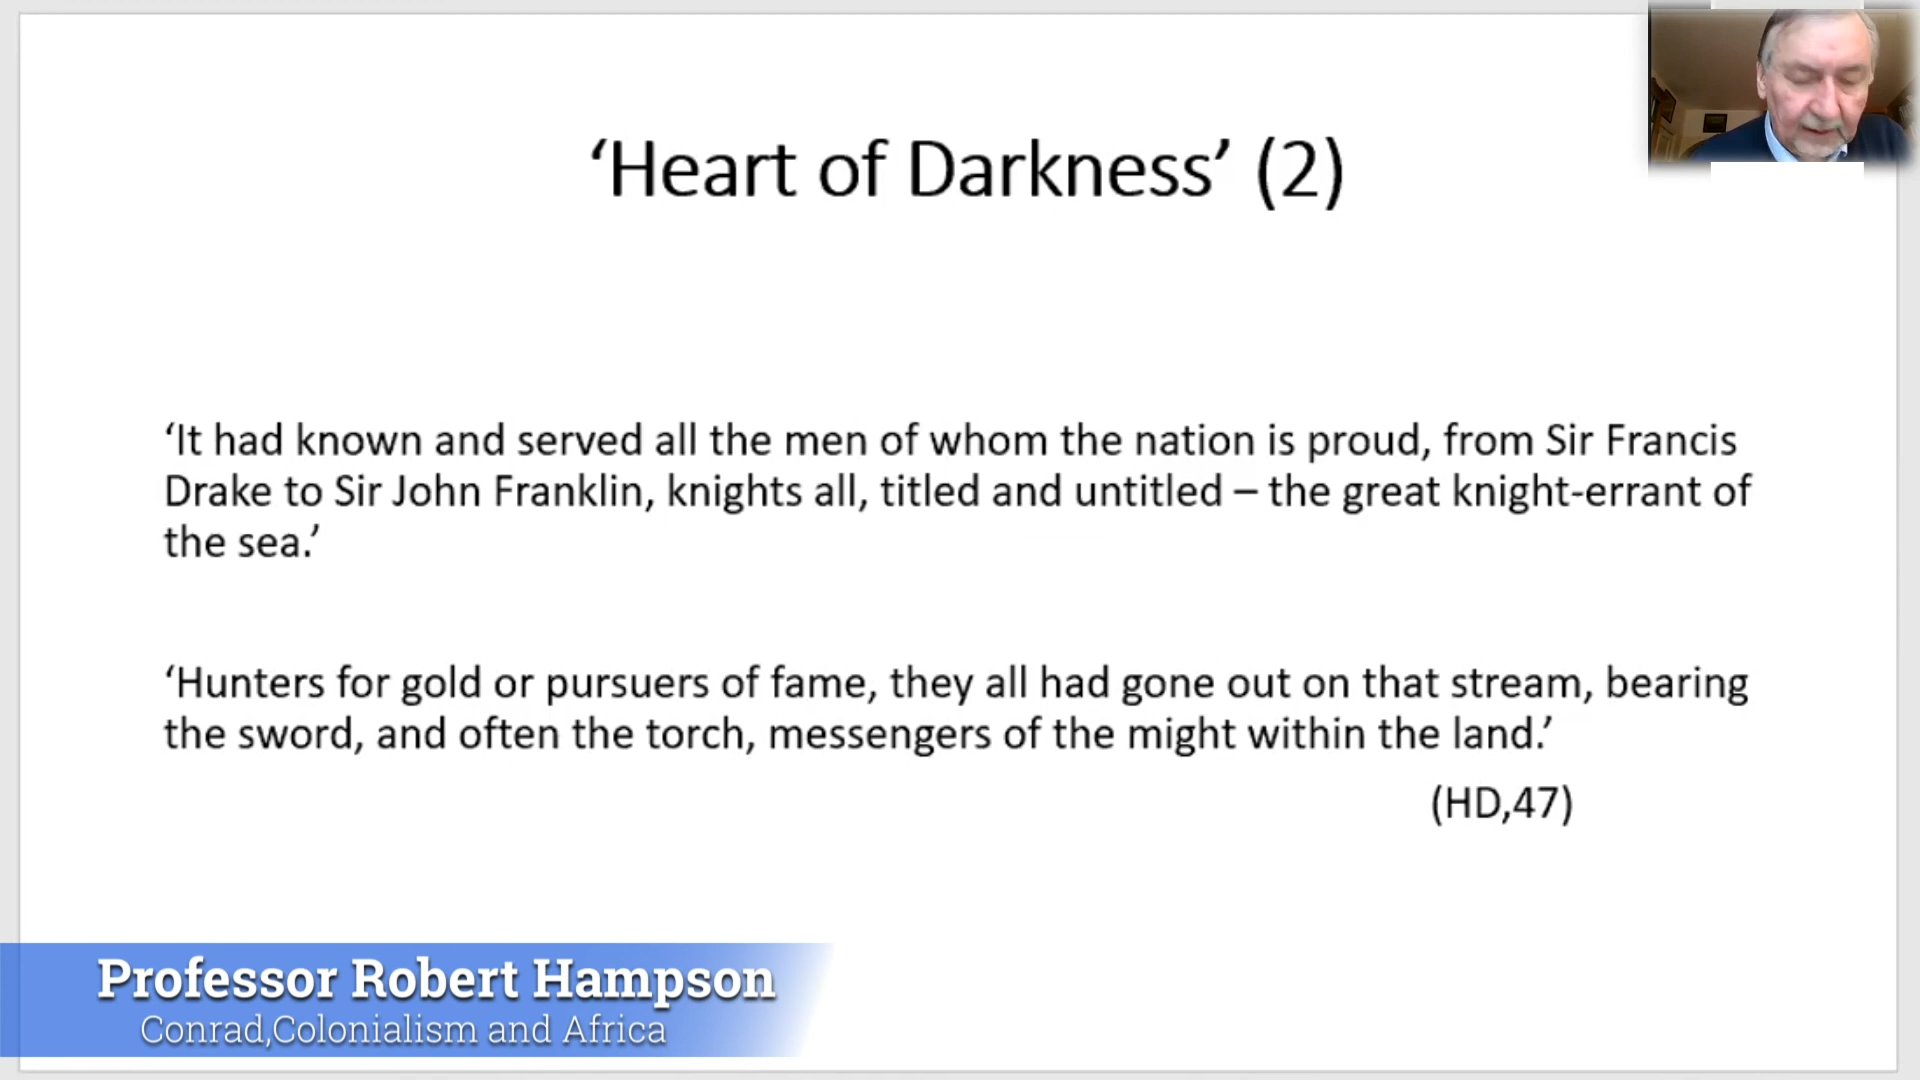 ‘Heart of Darkness’ (2)
‘It had known and served all the men of whom the nation is proud, from Sir Francis
Drake to Sir John Franklin, knights all, titled and untitled – the great knight-errant of
the sea.’
‘Hunters for gold or pursuers of fame, they all had gone out on that stream, bearing
the sword, and often the torch, messengers of the might within the land.’
(HD,47)
Professor Robert Hampson
Conrad,Colonialism and Africa